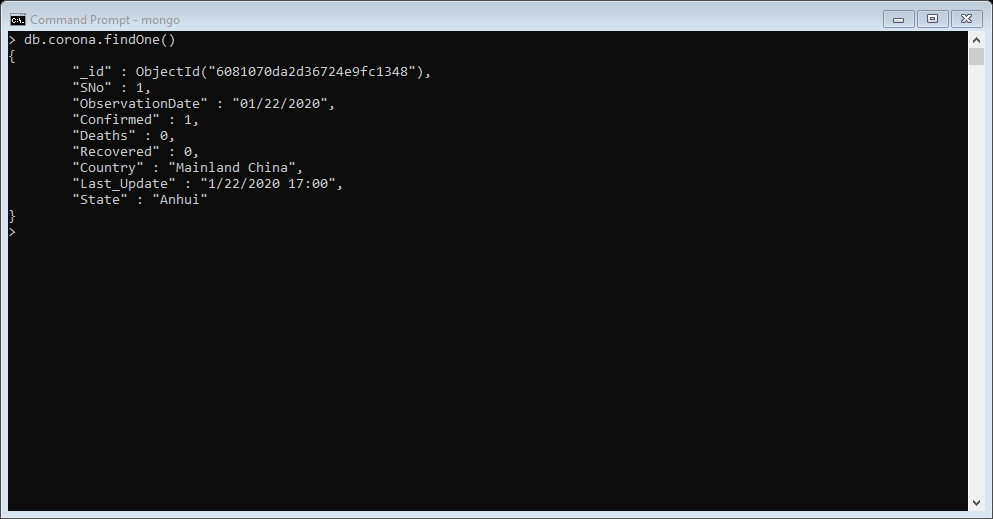 Command Prompt - mongo
> db.corona.findOne()
{
"_id" : ObjectId("6081070da2d36724e9fc1348"),
"SNo" : 1,
"ObservationDate" : "01/22/2020",
"Confirmed" : 1,
"Deaths" : 0,
"Recovered" : 0,
"Country" : "Mainland China",
"Last_Update" : "1/22/2020 17:00",
"State" : "Anhui"
}
>